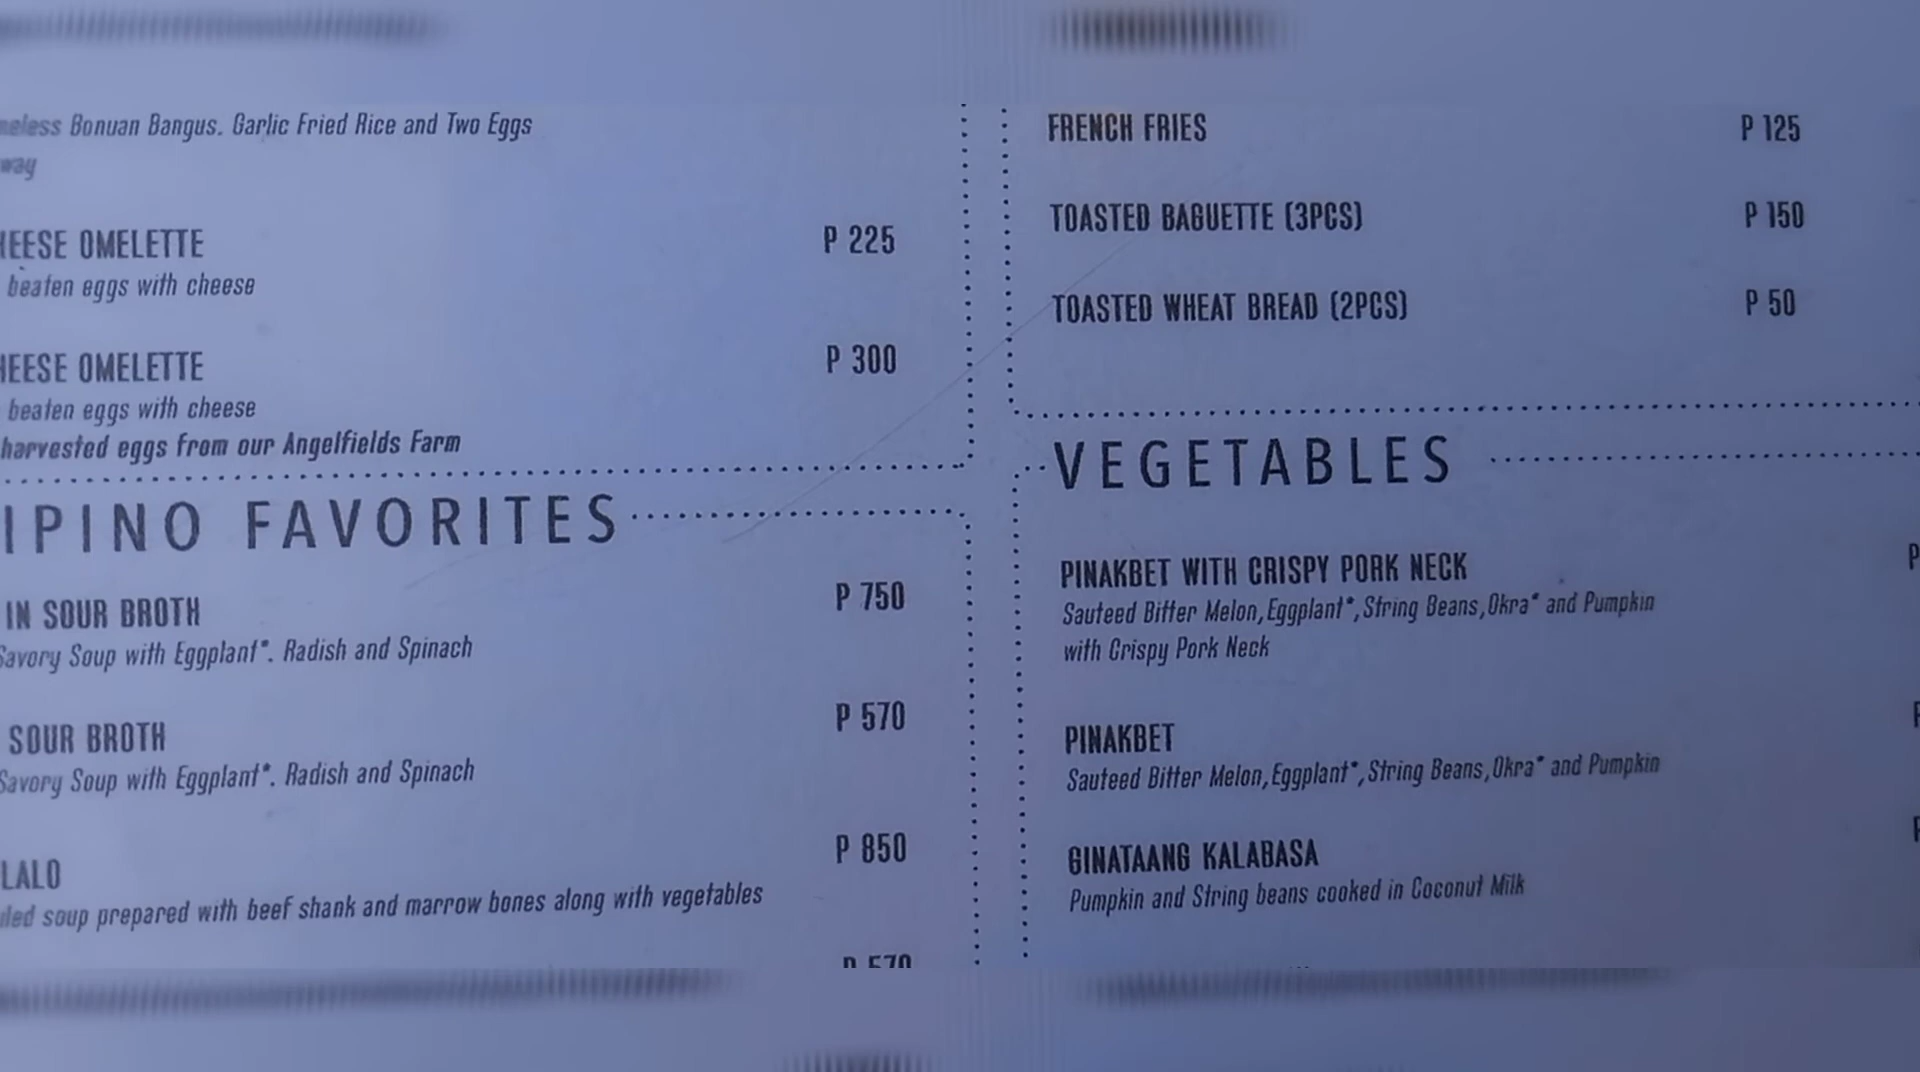 Bonuan Bangus. Garlic Fried Rice and Two Eggs
way
OMELETTE
P 225
beaten eggs with cheese
OMELETTE
P 300
beaten eggs with cheese
harvested eggs from our Angelfields Farm
IPINO FAVORITES
IN SOUR BROTH
P 750
Savory Soup with Eggplant*. Radish and Spinach
SOUR BROTH
P 570
Savory Soup with Eggplant*. Radish and Spinach
LALO
P 850
soup prepared with beef shank and marrow bones along with vegetables
FRENCH FRIES
P 125
TOASTED BAGUETTE (3PCS)
P 150
TOASTED WHEAT BREAD (2PCS)
P 50
VEGETABLES
PINAKBET WITH CRISPY PORK NECK
P
Sauteed Bitter Melon,Eggplant*,String Beans,Okra* and Pumpkin
with Crispy Pork Neck
PINAKBET
Sauteed Bitter Melon,Eggplant*,String Beans,Okra* and Pumpkin
GINATAANG KALABASA
Pumpkin and String beans cooked in Coconut Milk